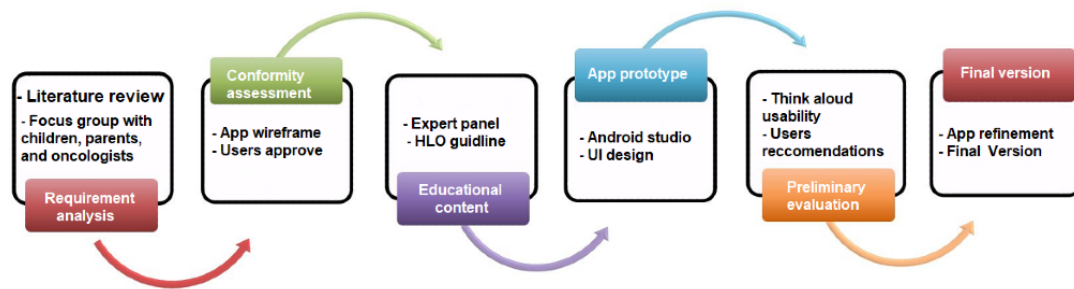 - Literature review
- Focus group with
children, parents,
and oncologists
Requirement
analysis
Conformity
assessment
- App wireframe
- Users approve
- Expert panel
- HLO guidline
Educational
content
App prototype
- Android studio
- UI design
- Think aloud
usability
- Users
reccomendations
Preliminary
evaluation
Final version
- App refinement
- Final Version